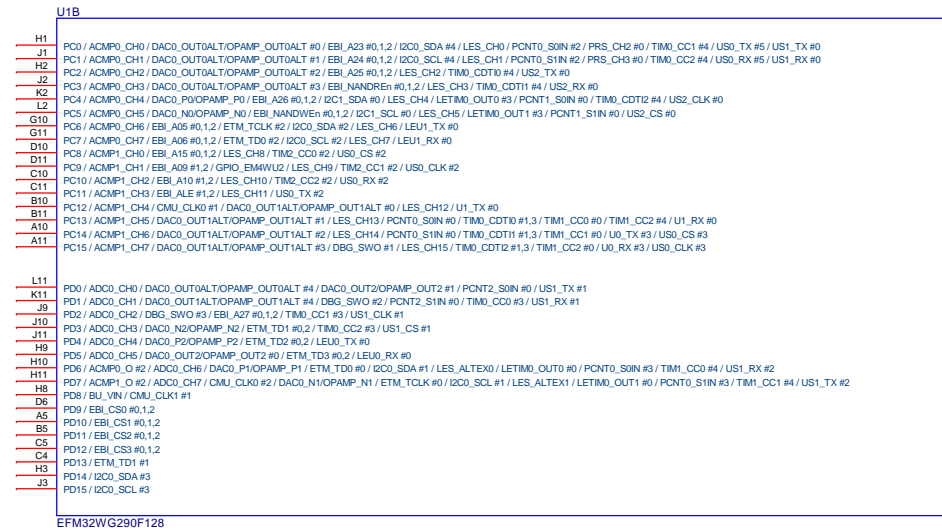 U1B
H1 PC0 / ACMP0_CH0 / DAC0_OUT0ALT/OPAMP_OUT0ALT #0 / EBI_A23 #0,1,2 / I2C0_SDA #4 / LES_CH0 / PCNT0_S0IN #2 / PRS_CH2 #0 / TIM0_CC1 #4 / US0_TX #5 / US1_TX #0
J1 PC1 / ACMP0_CH1 / DAC0_OUT0ALT/OPAMP_OUT0ALT #1 / EBI_A24 #0,1,2 / I2C0_SCL #4 / LES_CH1 / PCNT0_S1IN #2 / PRS_CH3 #0 / TIM0_CC2 #4 / US0_RX #5 / US1_RX #0
H2 PC2 / ACMP0_CH2 / DAC0_OUT0ALT/OPAMP_OUT0ALT #2 / EBI_A25 #0,1,2 / LES_CH2 / TIM0_CDTI0 #4 / US2_TX #0
J2 PC3 / ACMP0_CH3 / DAC0_OUT0ALT/OPAMP_OUT0ALT #3 / EBI_NANDREn #0,1,2 / LES_CH3 / TIM0_CDTI1 #4 / US2_RX #0
K2 PC4 / ACMP0_CH4 / DAC0_P0/OPAMP_P0 / EBI_A26 #0,1,2 / I2C1_SDA #0 / LES_CH4 / LETIM0_OUT0 #3 / PCNT1_S0IN #0 / TIM0_CDTI2 #4 / US2_CLK #0
L2 PC5 / ACMP0_CH5 / DAC0_N0/OPAMP_N0 / EBI_NANDWEn #0,1,2 / I2C1_SCL #0 / LES_CH5 / LETIM0_OUT1 #3 / PCNT1_S1IN #0 / US2_CS #0
G10 PC6 / ACMP0_CH6 / EBI_A05 #0,1,2 / ETM_TCLK #2 / I2C0_SDA #2 / LES_CH6 / LEU1_TX #0
G11 PC7 / ACMP0_CH7 / EBI_A06 #0,1,2 / ETM_TD0 #2 / I2C0_SCL #2 / LES_CH7 / LEU1_RX #0
D10 PC8 / ACMP1_CH0 / EBI_A15 #0,1,2 / LES_CH8 / TIM2_CC0 #2 / US0_CS #2
D11 PC9 / ACMP1_CH1 / EBI_A09 #1,2 / GPIO_EM4WU2 / LES_CH9 / TIM2_CC1 #2 / US0_CLK #2
C10 PC10 / ACMP1_CH2 / EBI_A10 #1,2 / LES_CH10 / TIM2_CC2 #2 / US0_RX #2
C11 PC11 / ACMP1_CH3 / EBI_ALE #1,2 / LES_CH11 / US0_TX #2
B10 PC12 / ACMP1_CH4 / CMU_CLK0 #1 / DAC0_OUT1ALT/OPAMP_OUT1ALT #0 / LES_CH12 / U1_TX #0
B11 PC13 / ACMP1_CH5 / DAC0_OUT1ALT/OPAMP_OUT1ALT #1 / LES_CH13 / PCNT0_S0IN #0 / TIM0_CDTI0 #1,3 / TIM1_CC0 #0 / TIM1_CC2 #4 / U1_RX #0
A10 PC14 / ACMP1_CH6 / DAC0_OUT1ALT/OPAMP_OUT1ALT #2 / LES_CH14 / PCNT0_S1IN #0 / TIM0_CDTI1 #1,3 / TIM1_CC1 #0 / U0_TX #3 / US0_CS #3
A11 PC15 / ACMP1_CH7 / DAC0_OUT1ALT/OPAMP_OUT1ALT #3 / DBG_SWO #1 / LES_CH15 / TIM0_CDTI2 #1,3 / TIM1_CC2 #0 / U0_RX #3 / US0_CLK #3
L11 PD0 / ADC0_CH0 / DAC0_OUT0ALT/OPAMP_OUT0ALT #4 / DAC0_OUT2/OPAMP_OUT2 #1 / PCNT2_S0IN #0 / US1_TX #1
K11 PD1 / ADC0_CH1 / DAC0_OUT1ALT/OPAMP_OUT1ALT #4 / DBG_SWO #2 / PCNT2_S1IN #0 / TIM0_CC0 #3 / US1_RX #1
J9 PD2 / ADC0_CH2 / DBG_SWO #3 / EBI_A27 #0,1,2 / TIM0_CC1 #3 / US1_CLK #1
J10 PD3 / ADC0_CH3 / DAC0_N2/OPAMP_N2 / ETM_TD1 #0,2 / TIM0_CC2 #3 / US1_CS #1
J11 PD4 / ADC0_CH4 / DAC0_P2/OPAMP_P2 / ETM_TD2 #0,2 / LEU0_TX #0
H9 PD5 / ADC0_CH5 / DAC0_OUT2/OPAMP_OUT2 #0 / ETM_TD3 #0,2 / LEU0_RX #0
H10 PD6 / ACMP0_O #2 / ADC0_CH6 / DAC0_P1/OPAMP_P1 / ETM_TD0 #0 / I2C0_SDA #1 / LES_ALTEX0 / LETIM0_OUT0 #0 / PCNT0_S0IN #3 / TIM1_CC0 #4 / US1_RX #2
H11 PD7 / ACMP1_O #2 / ADC0_CH7 / CMU_CLK0 #2 / DAC0_N1/OPAMP_N1 / ETM_TCLK #0 / I2C0_SCL #1 / LES_ALTEX1 / LETIM0_OUT1 #0 / PCNT0_S1IN #3 / TIM1_CC1 #4 / US1_TX #2
H8 PD8 / BU_VIN / CMU_CLK1 #1
D6 PD9 / EBI_CS0 #0,1,2
A5 PD10 / EBI_CS1 #0,1,2
B5 PD11 / EBI_CS2 #0,1,2
C5 PD12 / EBI_CS3 #0,1,2
C4 PD13 / ETM_TD1 #1
H3 PD14 / I2C0_SDA #3
J3 PD15 / I2C0_SCL #3
EFM32WG290F128